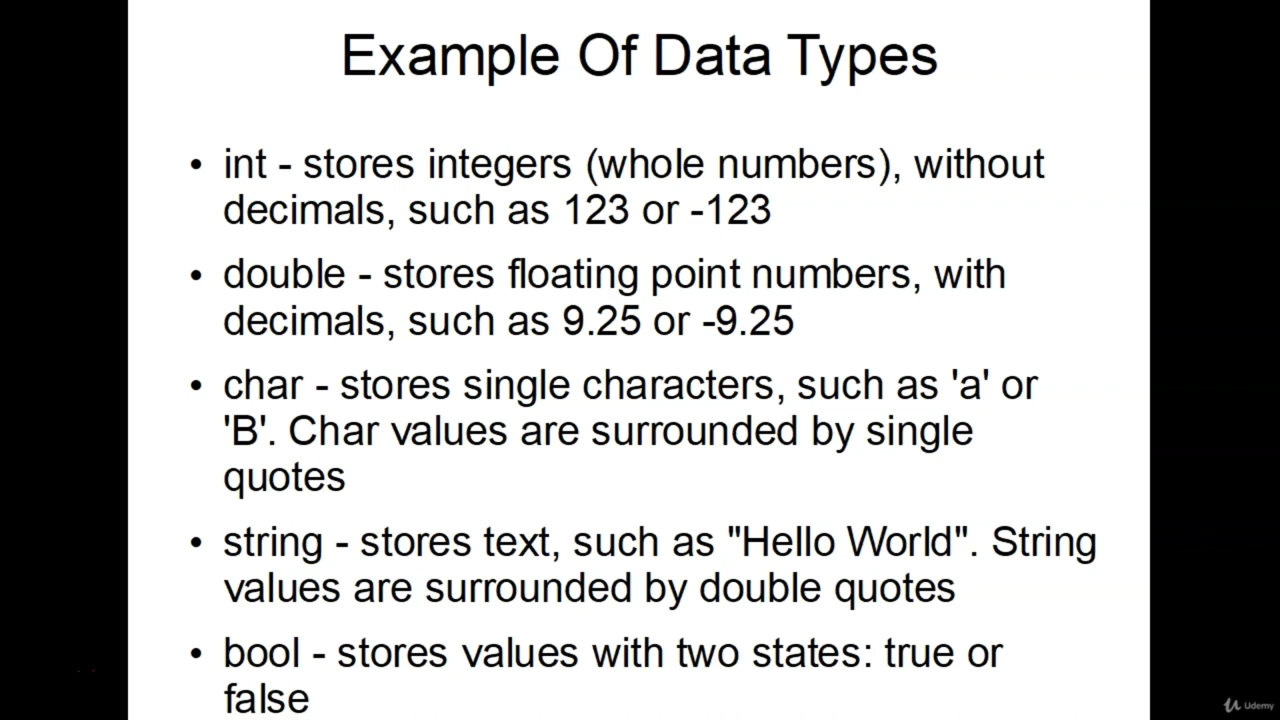 Example Of Data Types
• int - stores integers (whole numbers), without
decimals, such as 123 or -123
• double - stores floating point numbers, with
decimals, such as 9.25 or -9.25
• char - stores single characters, such as 'a' or
'B'. Char values are surrounded by single
quotes
• string - stores text, such as "Hello World". String
values are surrounded by double quotes
• bool - stores values with two states: true or
false
Udemy